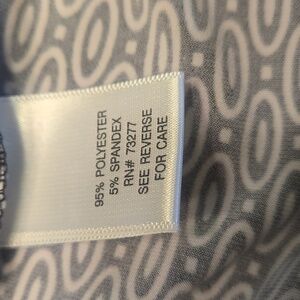 95% POLYESTER
5% SPANDEX
RN# 73277
SEE REVERSE
FOR CARE